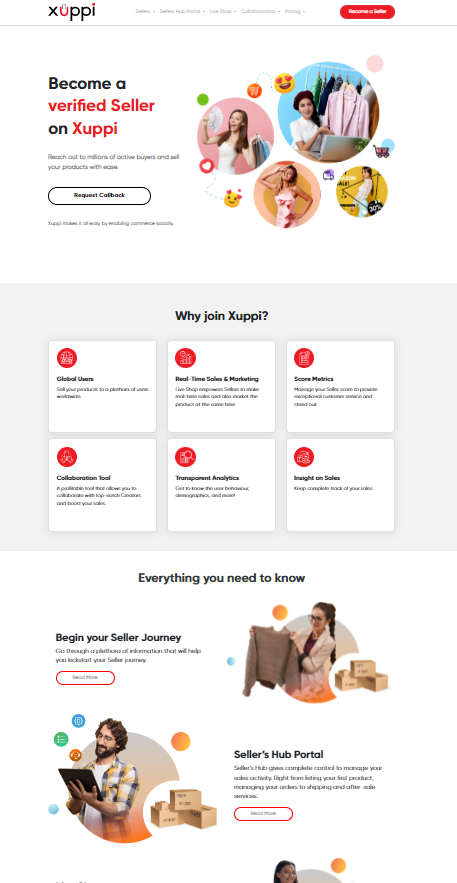 xuppi
Sellers Sellers Hub Portal Live Shop Collaborations Pricing
Become a Seller
Become a
verified Seller
on Xuppi
Reach out to millions of active buyers and sell
your products with ease.
Request Callback
Xuppi makes it all easy by enabling commerce socially.
SALE!
30%
Why join Xuppi?
Global Users
Sell your products to a plethora of users
worldwide.
Real-Time Sales & Marketing
Live Shop empowers Sellers to make
real-time sales and also market the
product at the same time.
Score Metrics
Manage your Seller score to provide
exceptional customer service and
stand out.
Collaboration Tool
A profitable tool that allows you to
collaborate with top-notch Creators
and boost your sales.
Transparent Analytics
Get to know the user behaviour,
demographics, and more!
Insight on Sales
Keep complete track of your sales.
Everything you need to know
Begin your Seller Journey
Go through a plethora of information that will help
you kickstart your Seller journey.
Read More
xuppi
xuppi
Seller's Hub Portal
Seller's Hub gives complete control to manage your
sales activity. Right from listing your first product,
managing your orders to shipping and after-sale
services.
Read More
xuppi
xuppi